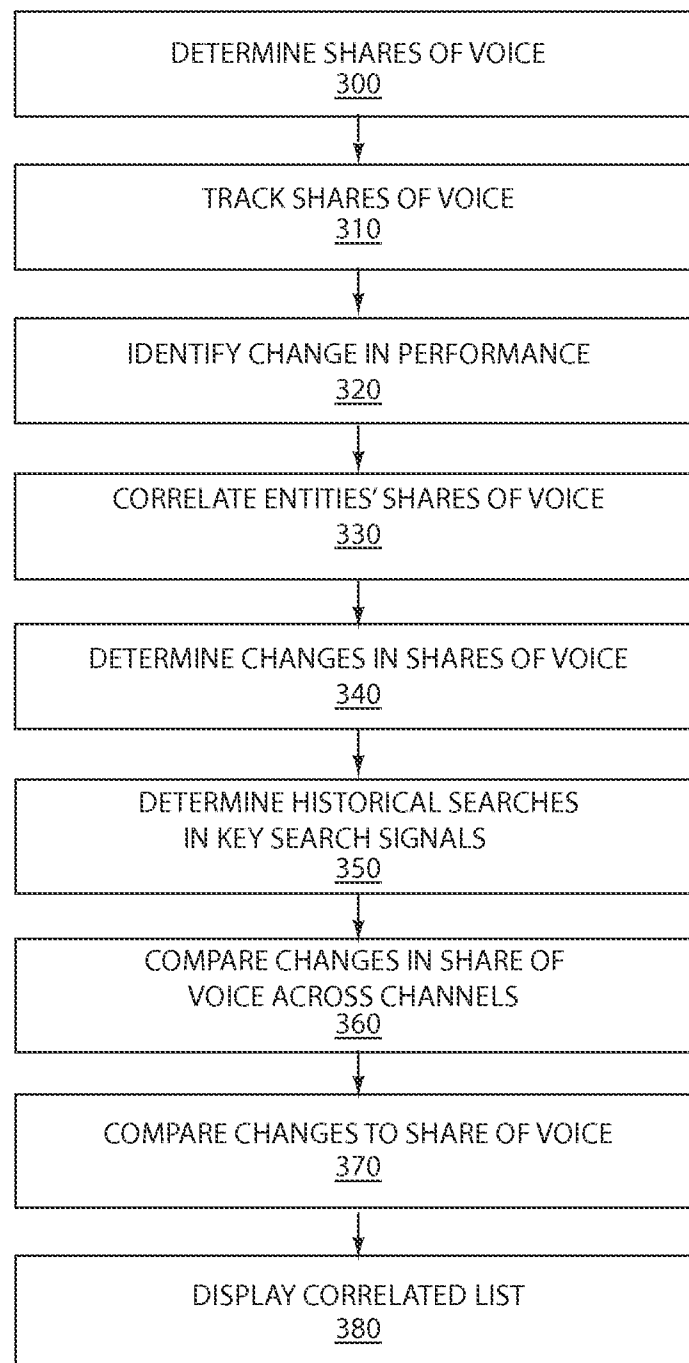 DETERMINE SHARES OF VOICE
300
TRACK SHARES OF VOICE
310
IDENTIFY CHANGE IN PERFORMANCE
320
CORRELATE ENTITIES' SHARES OF VOICE
330
DETERMINE CHANGES IN SHARES OF VOICE
340
DETERMINE HISTORICAL SEARCHES
IN KEY SEARCH SIGNALS
350
COMPARE CHANGES IN SHARE OF
VOICE ACROSS CHANNELS
360
COMPARE CHANGES TO SHARE OF VOICE
370
DISPLAY CORRELATED LIST
380